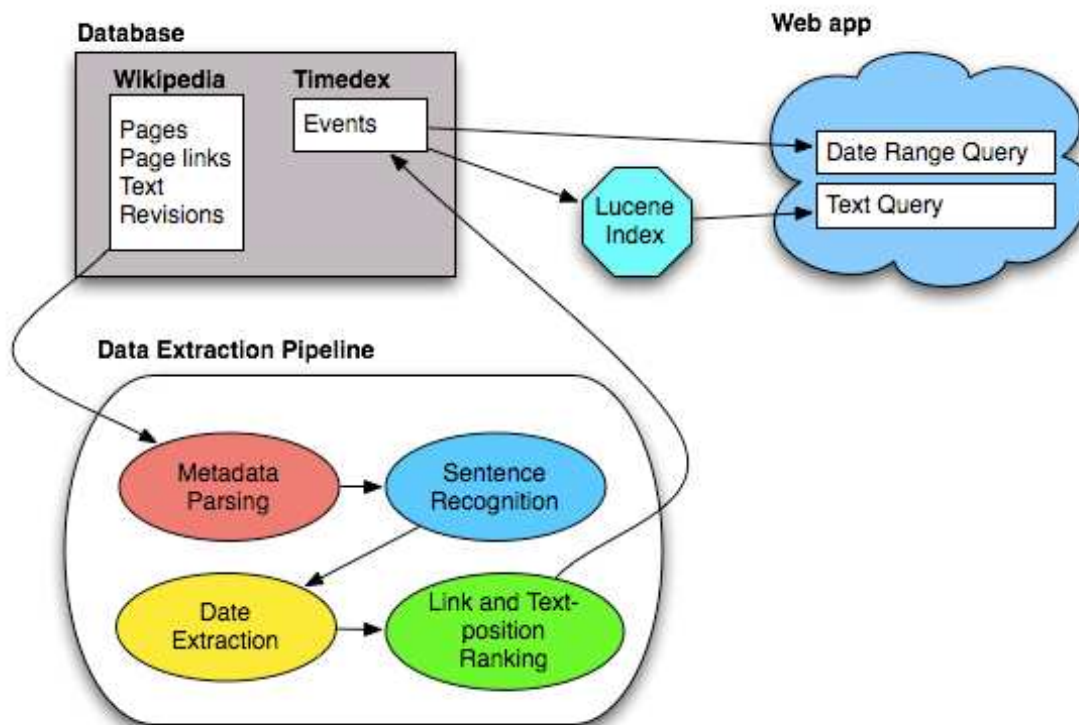 Database
Wikipedia
Pages
Page links
Text
Revisions
Timedex
Events
Lucene
Index
Web app
Date Range Query
Text Query
Data Extraction Pipeline
Metadata
Parsing
Sentence
Recognition
Date
Extraction
Link and Text-
position
Ranking